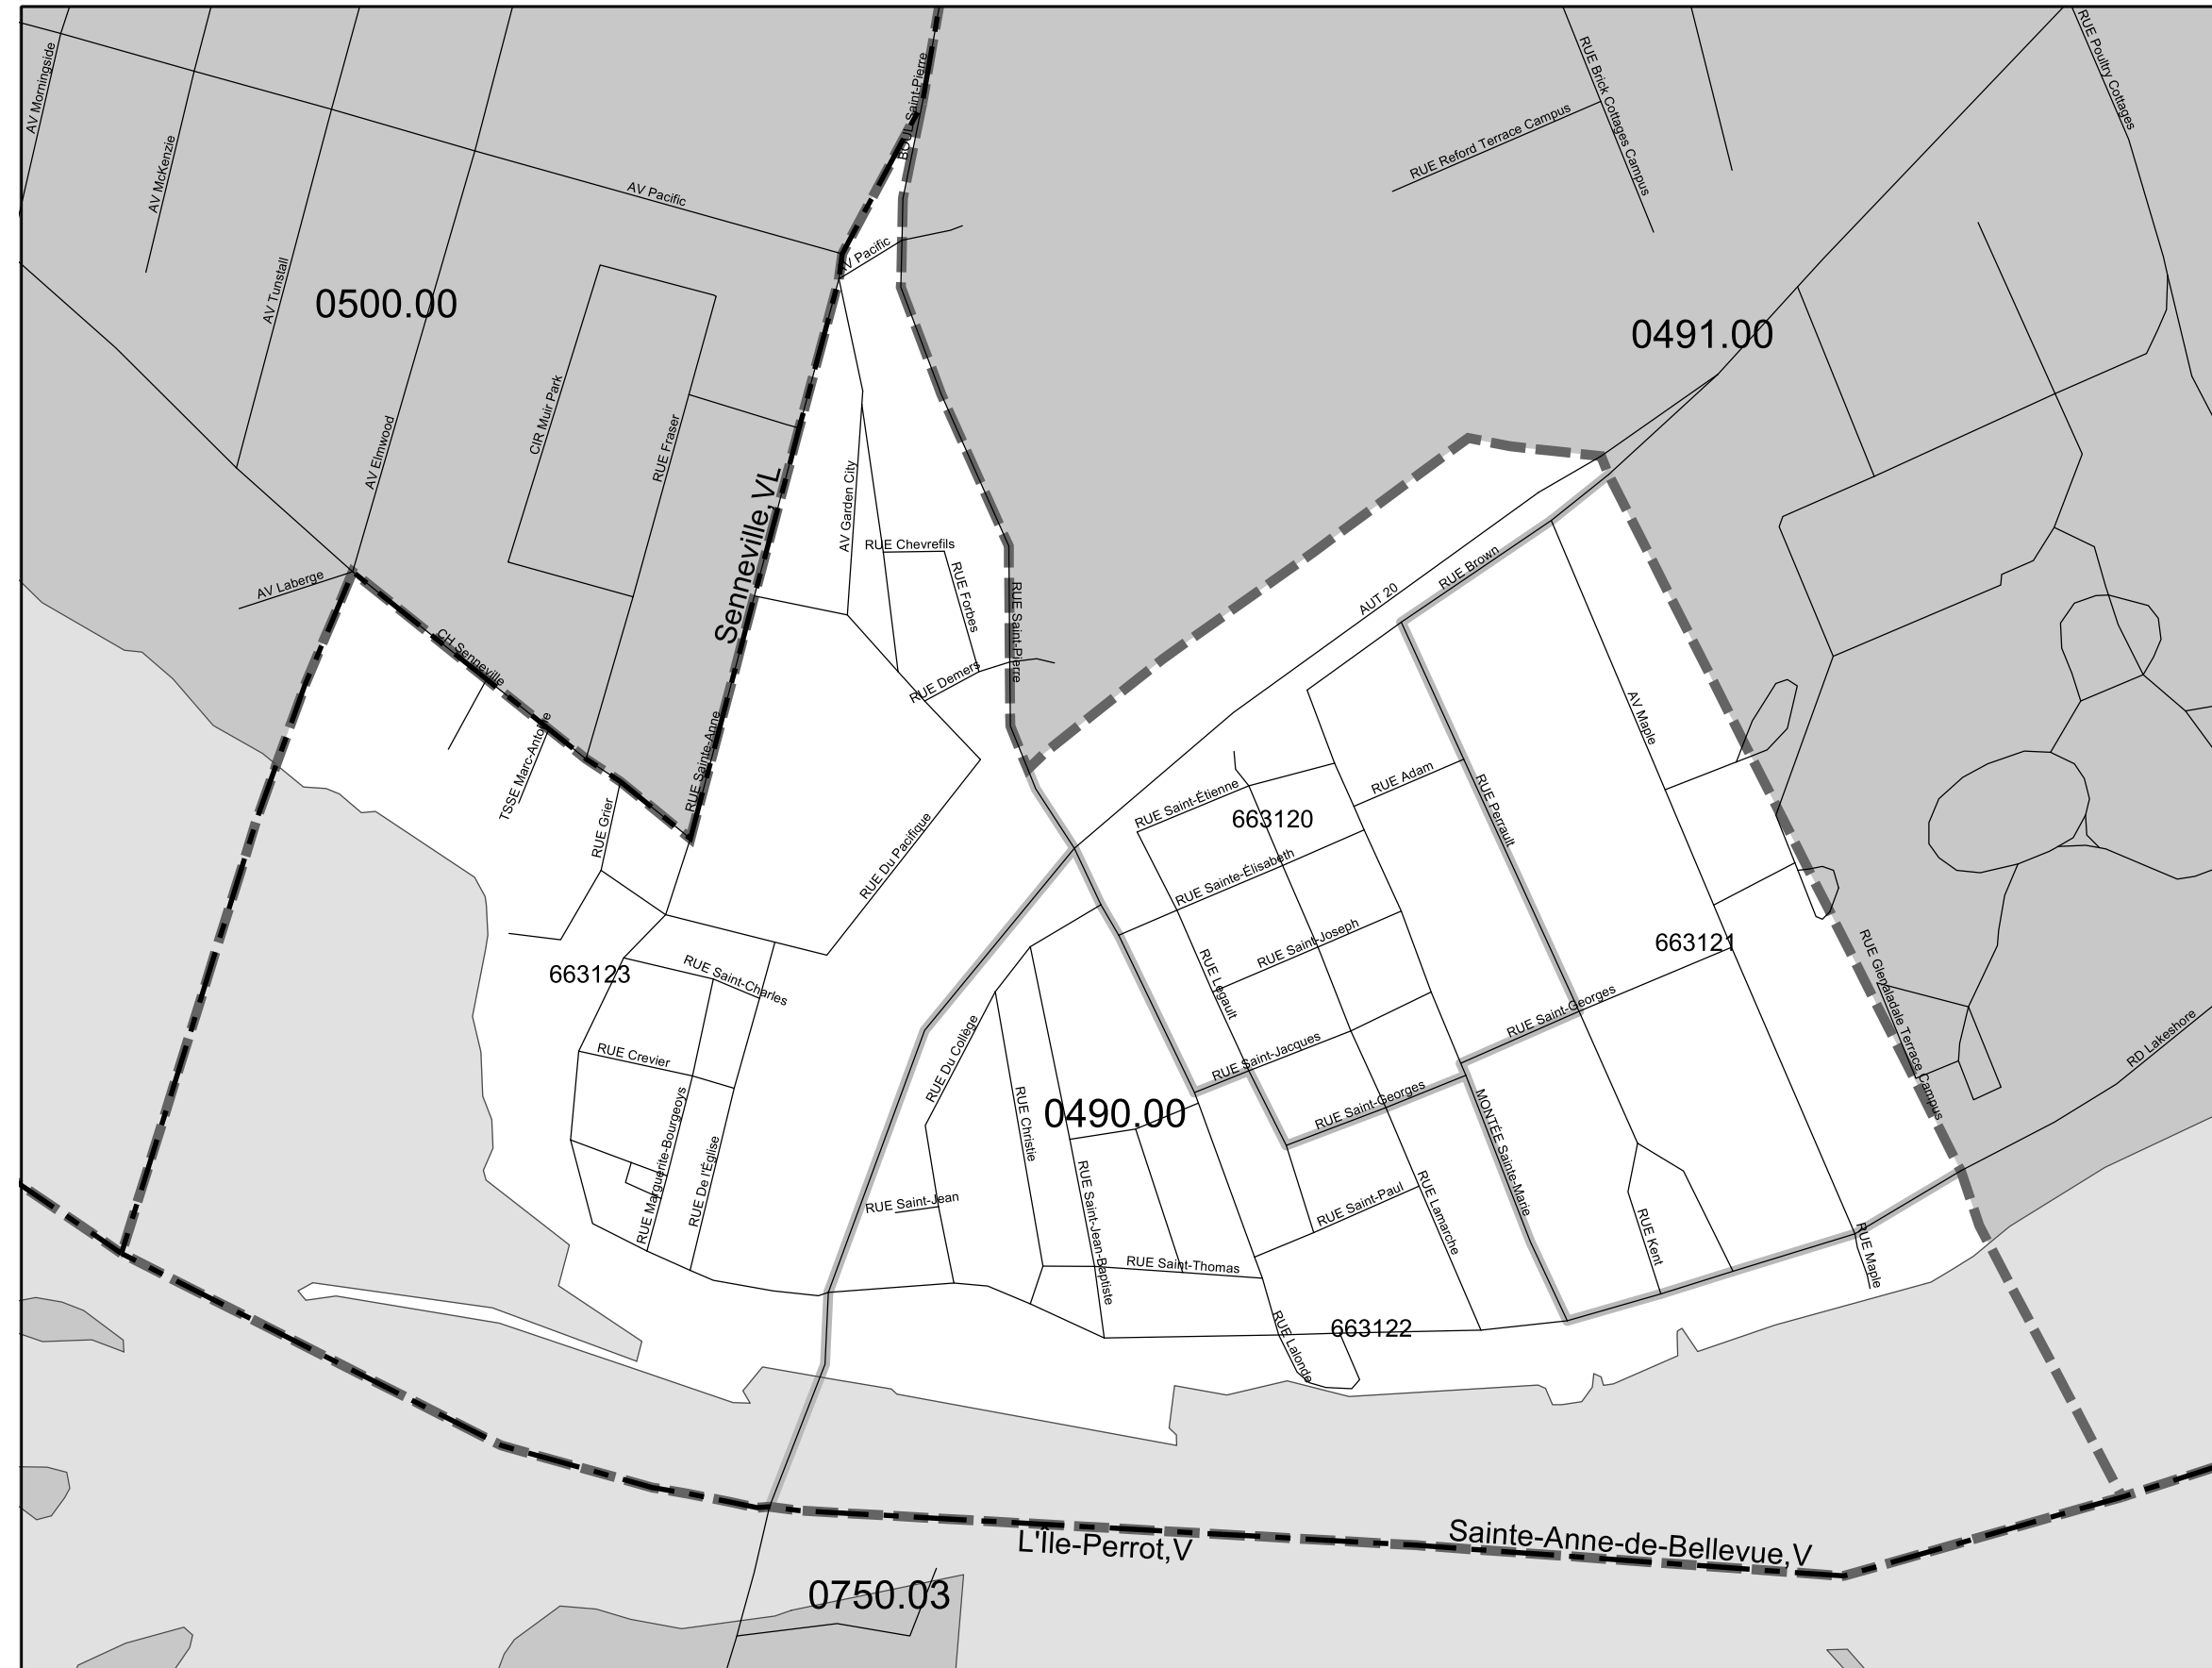 AV Morningside
AV McKenzie
AV Tunstall
AV Elmwood
AV Pacific
BOUL Saint-Pierre
AV Pacific
RUE Brick Cottages Campus
RUE Reford Terrace Campus
RUE Poultry Cottages
0500.00
0491.00
CIR Muir Park
RUE Fraser
Senneville,VL
AV Garden City
RUE Chevrefils
RUE Forbes
RUE Saint-Pierre
AV Laberge
CH Senneville
RUE Demers
AUT 20
RUE Brown
TSSE Marc-Antoine
RUE Sainte-Anne
RUE Grier
RUE Du Pacifique
RUE Saint-Étienne
663120
RUE Adam
RUE Perrault
AV Maple
RUE Sainte-Élisabeth
RUE Saint-Joseph
RUE Legault
663121
663123
RUE Saint-Charles
RUE Crevier
RUE Du Collège
RUE Christie
RUE Saint-Jacques
RUE Saint-Georges
RUE Saint-Georges
RUE Glenaladale Terrace Campus
RD Lakeshore
0490.00
MONTÉE Sainte-Marie
RUE Marguerite-Bourgeoys
RUE De l'Église
RUE Saint-Jean
RUE Saint-Jean-Baptiste
RUE Saint-Paul
RUE Lamarche
RUE Kent
RUE Maple
RUE Saint-Thomas
RUE Lalonde
663122
L'Île-Perrot,V
Sainte-Anne-de-Bellevue,V
0750.03